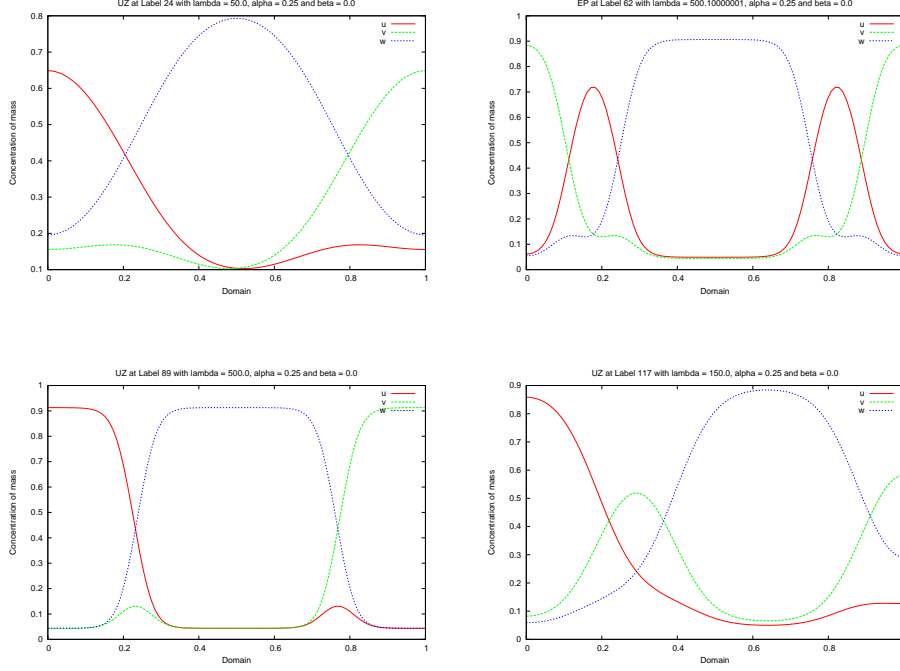 UZ at Label 24 with lambda = 50.0, alpha = 0.25 and beta = 0.0
0.8
0.7
0.6
0.5
0.4
0.3
0.2
0.1
0
0.2
0.4
0.6
0.8
1
Concentration of mass
Domain
u
v
w
EP at Label 62 with lambda = 500.10000001, alpha = 0.25 and beta = 0.0
1
0.9
0.8
0.7
0.6
0.5
0.4
0.3
0.2
0.1
0
0
0.2
0.4
0.6
0.8
Concentration of mass
Domain
u
v
w
UZ at Label 89 with lambda = 500.0, alpha = 0.25 and beta = 0.0
1
0.9
0.8
0.7
0.6
0.5
0.4
0.3
0.2
0.1
0
0
0.2
0.4
0.6
0.8
1
Concentration of mass
Domain
u
v
w
UZ at Label 117 with lambda = 150.0, alpha = 0.25 and beta = 0.0
0.9
0.8
0.7
0.6
0.5
0.4
0.3
0.2
0.1
0
0
0.2
0.4
0.6
0.8
Concentration of mass
Domain
u
v
w